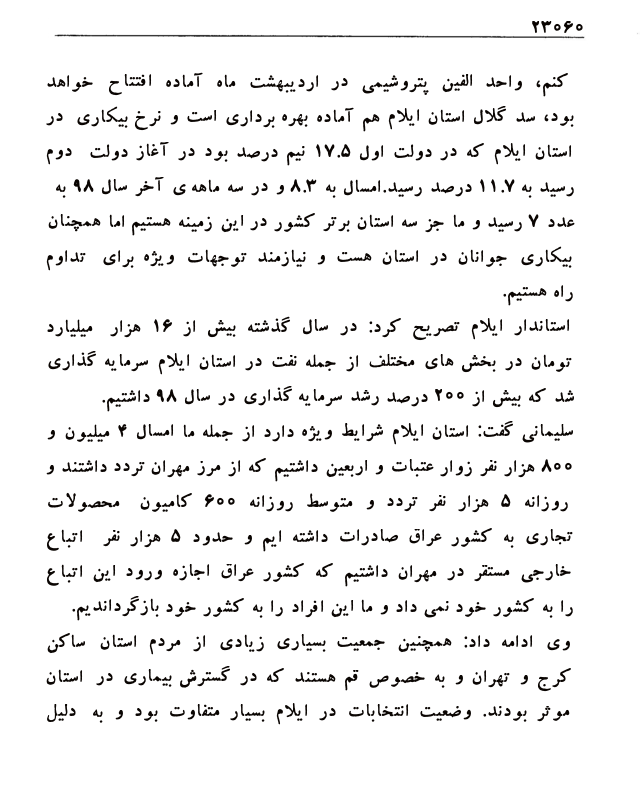 ۲۳۰۶۰
کنم، واحد الفین پتروشیمی در اردیبهشت ماه آماده افتتاح خواهد
بود، سد گلال استان ایلام هم آماده بهره برداری است و نرخ بیکاری در
استان ایلام که در دولت اول ۱۷.۵ نیم درصد بود در آغاز دولت دوم
رسید به ۱۱.۷ درصد رسید.امسال به ۸.۳ و در سه ماهه ی آخر سال ۹۸ به
عدد ۷ رسید و ما جز سه استان برتر کشور در این زمینه هستیم اما همچنان
بیکاری جوانان در استان هست و نیازمند توجهات ویژه برای تداوم
راه هستیم.
استاندار ایلام تصریح کرد: در سال گذشته بیش از ۱۶ هزار میلیارد
تومان در بخش های مختلف از جمله نفت در استان ایلام سرمایه گذاری
شد که بیش از ۲۰۰ درصد رشد سرمایه گذاری در سال ۹۸ داشتیم.
سلیمانی گفت: استان ایلام شرایط ویژه دارد از جمله ما امسال ۴ میلیون و
۸۰۰ هزار نفر زوار عتبات و اربعین داشتیم که از مرز مهران تردد داشتند و
روزانه ۵ هزار نفر تردد و متوسط روزانه ۶۰۰ کامیون محصولات
تجاری به کشور عراق صادرات داشته ایم و حدود ۵ هزار نفر اتباع
خارجی مستقر در مهران داشتیم که کشور عراق اجازه ورود این اتباع
را به کشور خود نمی داد و ما این افراد را به کشور خود بازگرداندیم.
وی ادامه داد: همچنین جمعیت بسیاری زیادی از مردم استان ساکن
کرج و تهران و به خصوص قم هستند که در گسترش بیماری در استان
موثر بودند. وضعیت انتخابات در ایلام بسیار متفاوت بود و به دلیل